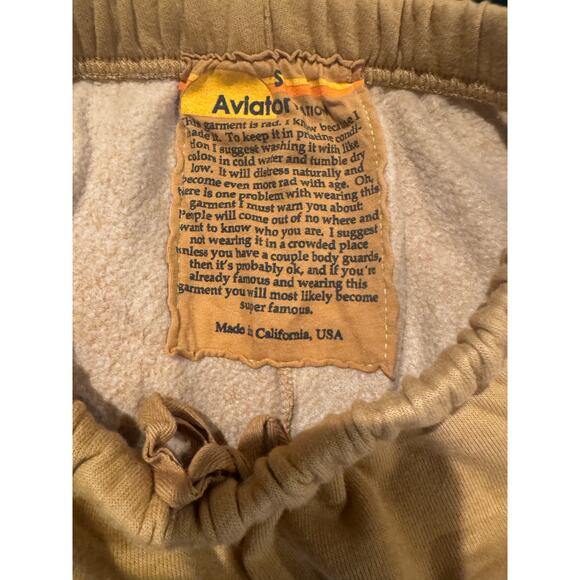 S
Aviator NATION
This garment is rad. I know because I
made it. To keep it in pristine condi-
tion I suggest washing it with like
colors in cold water and tumble dry
low. It will distress naturally and
become even more rad with age. Oh,
there is one problem with wearing this
garment I must warn you about:
People will come out of no where and
want to know who you are. I suggest
not wearing it in a crowded place
unless you have a couple body guards,
then it's probably ok, and if you're
already famous and wearing this
garment you will most likely become
super famous.
Made in California, USA